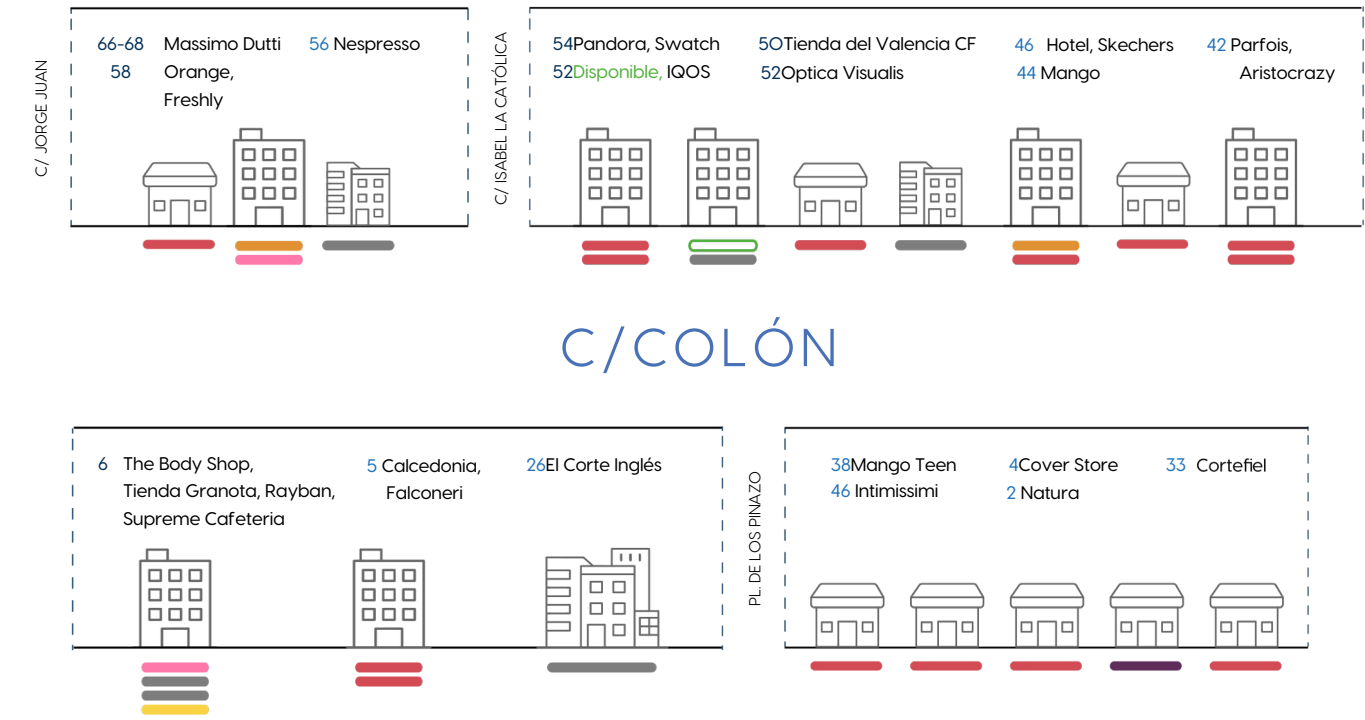 C/ JORGE JUAN
66-68 Massimo Dutti
58 Orange,
Freshly
56 Nespresso
C/ ISABEL LA CATÓLICA
54Pandora, Swatch
52Disponible, IQOS
50Tienda del Valencia CF
52Optica Visualis
46 Hotel, Skechers
44 Mango
42 Parfois,
Aristocrazy
C/COLÓN
6 The Body Shop,
Tienda Granota, Rayban,
Supreme Cafeteria
5 Calcedonia,
Falconeri
26El Corte Inglés
PL. DE LOS PINAZO
38Mango Teen
46 Intimissimi
4Cover Store
2 Natura
33 Cortefiel